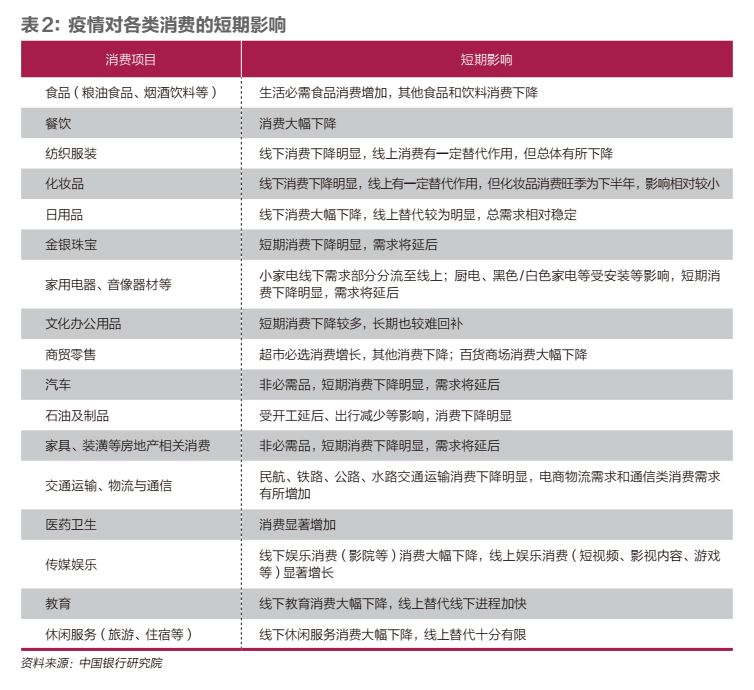 表2：疫情对各类消费的短期影响
消费项目 短期影响
食品（粮油食品、烟酒饮料等） 生活必需食品消费增加，其他食品和饮料消费下降
餐饮 消费大幅下降
纺织服装 线下消费下降明显，线上消费有一定替代作用，但总体有所下降
化妆品 线下消费下降明显，线上有一定替代作用，但化妆品消费旺季为下半年，影响相对较小
日用品 线下消费大幅下降，线上替代较为明显，总需求相对稳定
金银珠宝 短期消费下降明显，需求将延后
家用电器、音像器材等 小家电线下需求部分分流至线上；厨电、黑色/白色家电等受安装等影响，短期消
费下降明显，需求将延后
文化办公用品 短期消费下降较多，长期也较难回补
商贸零售 超市必选消费增长，其他消费下降；百货商场消费大幅下降
汽车 非必需品，短期消费下降明显，需求将延后
石油及制品 受开工延后、出行减少等影响，消费下降明显
家具、装潢等房地产相关消费 非必需品，短期消费下降明显，需求将延后
交通运输、物流与通信 民航、铁路、公路、水路交通运输消费下降明显，电商物流需求和通信类消费需求
有所增加
医药卫生 消费显著增加
传媒娱乐 线下娱乐消费（影院等）消费大幅下降，线上娱乐消费（短视频、影视内容、游戏
等）显著增长
教育 线下教育消费大幅下降，线上替代线下进程加快
休闲服务（旅游、住宿等） 线下休闲服务消费大幅下降，线上替代十分有限
资料来源：中国银行研究院